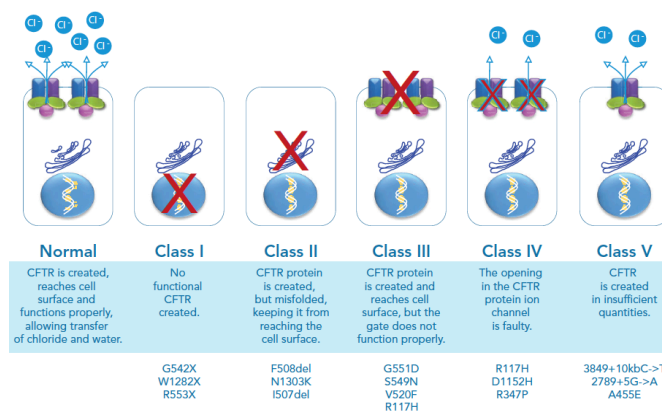 Cl⁻ Cl⁻ Cl⁻ Cl⁻ Cl⁻
Cl⁻ Cl⁻
Cl⁻ Cl⁻
Normal
CFTR is created,
reaches cell
surface and
functions properly,
allowing transfer
of chloride and water.
Class I
No
functional
CFTR
created.
G542X
W1282X
R553X
Class II
CFTR protein
is created,
but misfolded,
keeping it from
reaching the
cell surface.
F508del
N1303K
I507del
Class III
CFTR protein
is created and
reaches cell
surface, but the
gate does not
function properly.
G551D
S549N
V520F
R117H
Class IV
The opening
in the CFTR
protein ion
channel
is faulty.
R117H
D1152H
R347P
Class V
CFTR
is created
in insufficient
quantities.
3849+10kbC->T
2789+5G->A
A455E